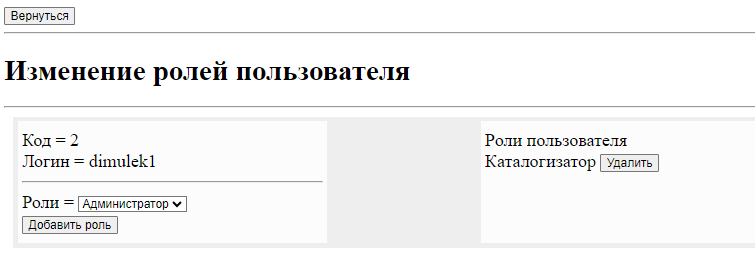 Вернуться
Изменение ролей пользователя
Код = 2
Логин = dimulek1
Роли = Администратор
Добавить роль
Роли пользователя
Каталогизатор Удалить